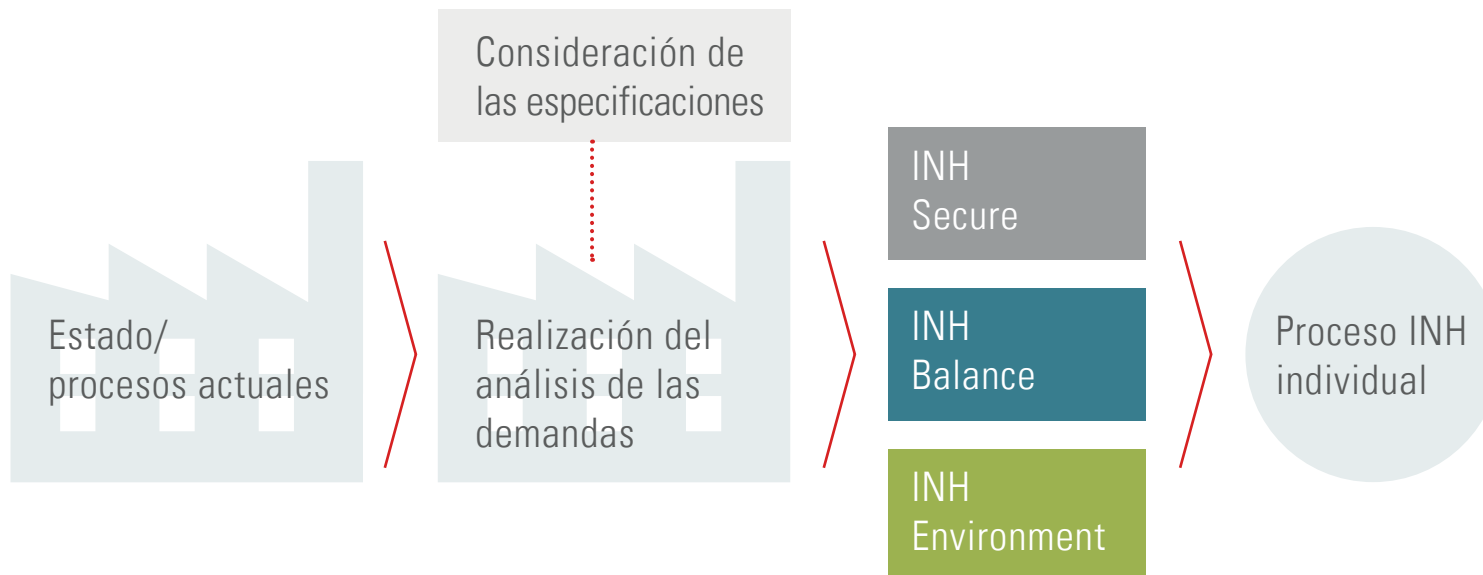 Consideración de
las especificaciones
Estado/
procesos actuales
Realización del
análisis de las
demandas
INH
Secure
INH
Balance
INH
Environment
Proceso INH
individual